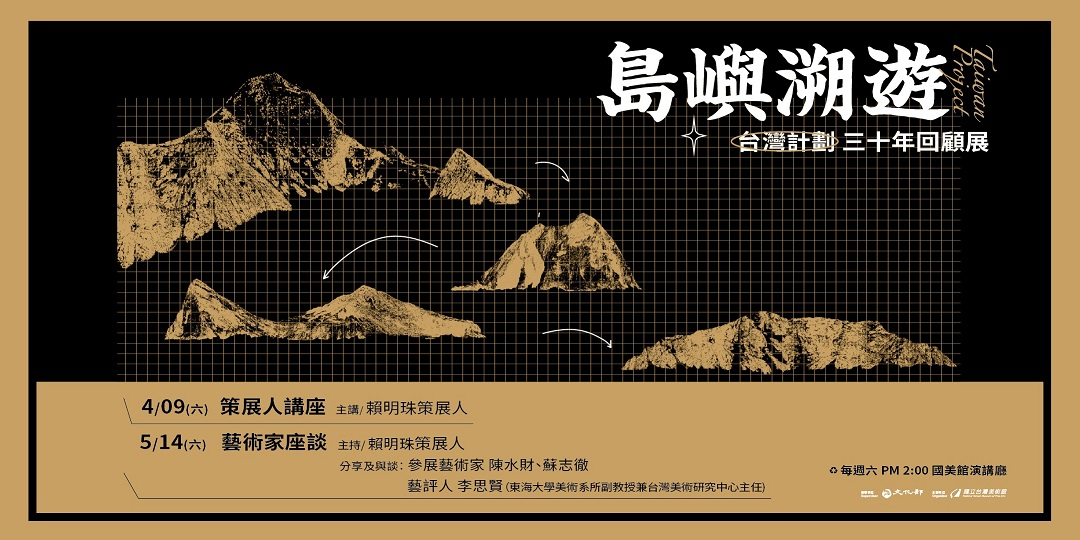 島嶼溯遊
Taiwan
Project
台灣計劃 三十年回顧展
4/09(六) 策展人講座 主講/賴明珠策展人
5/14(六) 藝術家座談 主持/賴明珠策展人
分享及與談：參展藝術家 陳水財、蘇志徹
藝評人 李思賢 (東海大學美術系所副教授兼台灣美術研究中心主任)
每週六 PM 2:00 國美館演講廳
文化部 國立台灣美術館